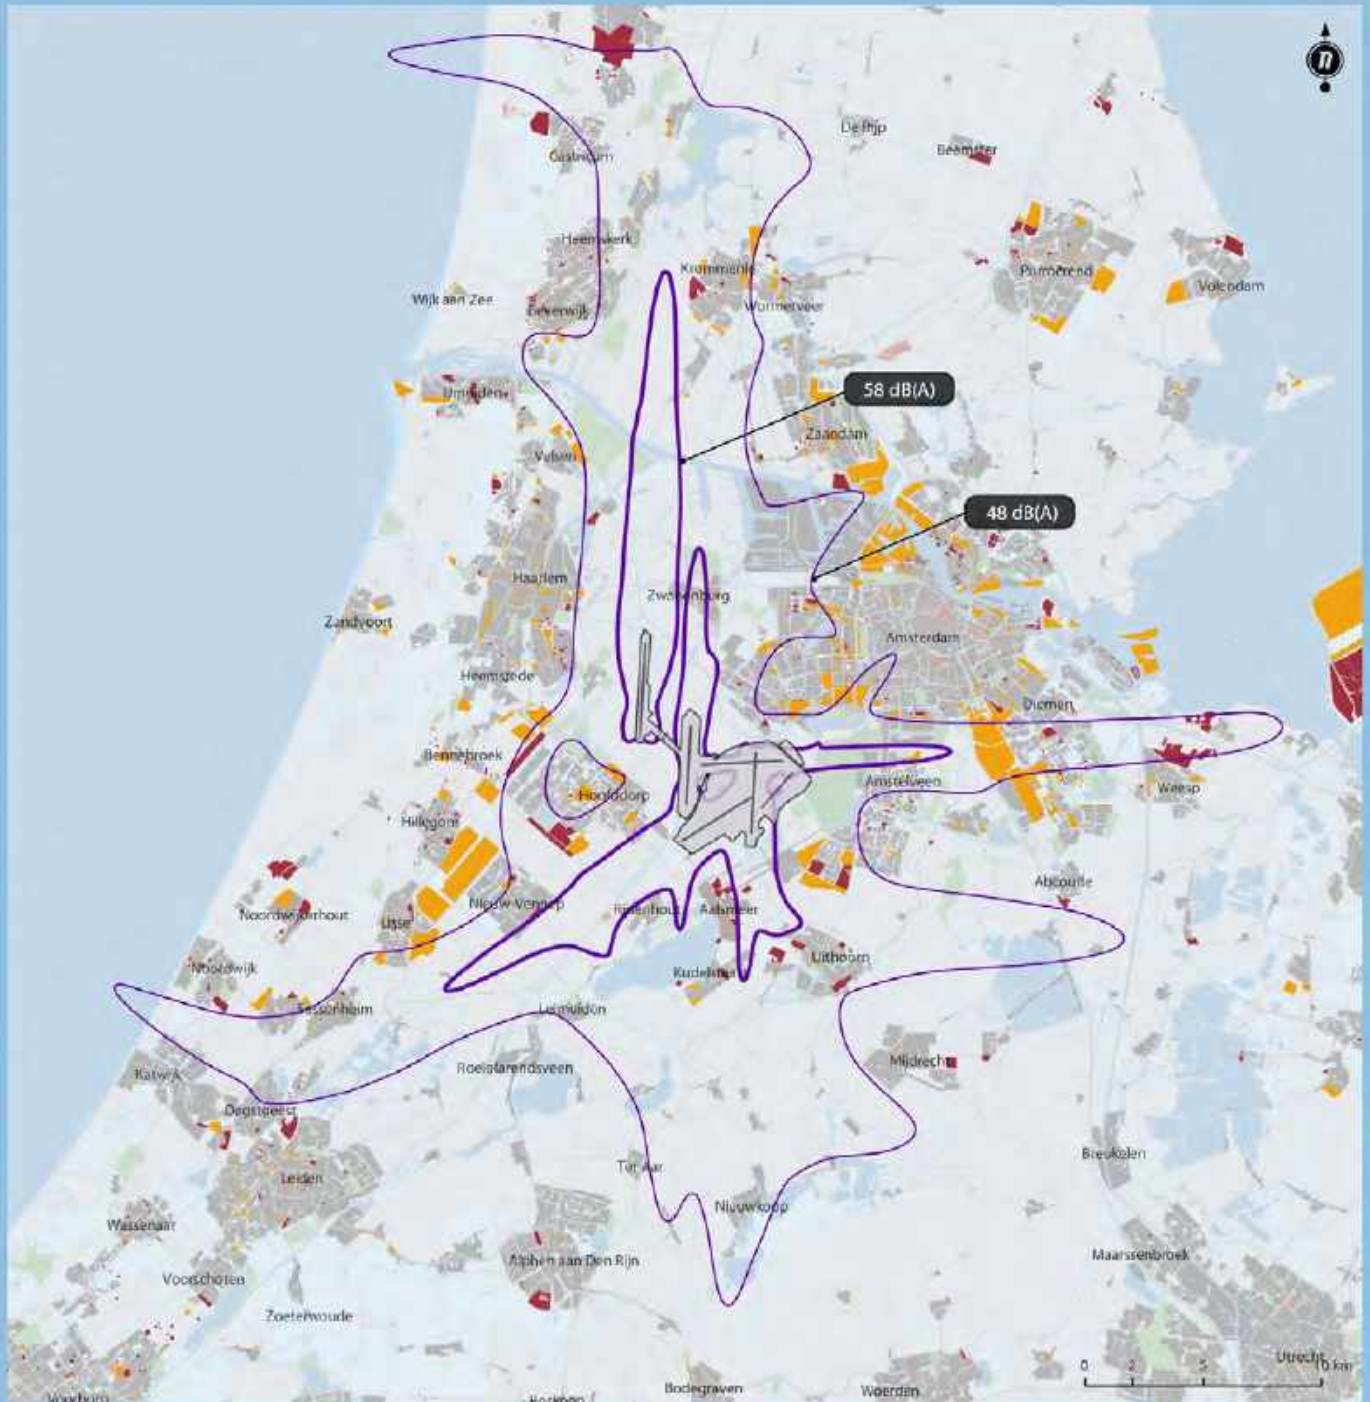 n
De Rijp
Beemster
Castricum
Heemskerk
Krommenie
Purmerend
Volendam
Wijk aan Zee
Beverwijk
Wormerveer
58 dB(A)
IJmuiden
Zaandam
Velsen
48 dB(A)
Haarlem
Zwanenburg
Zandvoort
Amsterdam
Heemstede
Diemen
Bennebroek
Amstelveen
Weesp
Hoofddorp
Hillegom
Abcoude
Nieuw-Vennep
Noordwijkerhout
Lisse
Rijsenhout
Aalsmeer
Uithoorn
Noordwijk
Kudelstaart
Sassenheim
Leimuiden
Roelofarendsveen
Mijdrecht
Katwijk
Oegstgeest
Breukelen
Ter Aar
Leiden
Nieuwkoop
Wassenaar
Maarssenbroek
Alphen aan Den Rijn
Voorschoten
Zoeterwoude
Utrecht
0 2 5 10 km
Bodegraven
Woerden
Voorburg
Boskoop